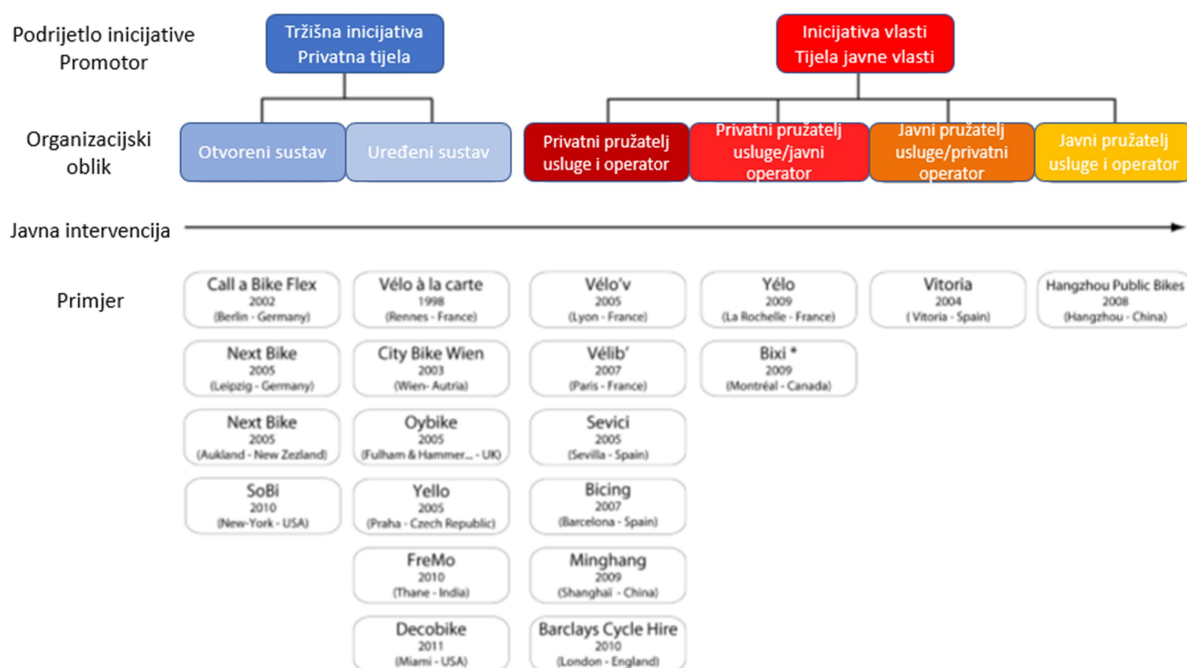 Podrijetlo inicijative
Promotor
Tržišna inicijativa
Privatna tijela
Inicijativa vlasti
Tijela javne vlasti
Organizacijski
oblik
Otvoreni sustav
Uređeni sustav
Privatni pružatelj
usluge i operator
Privatni pružatelj
usluge/javni
operator
Javni pružatelj
usluge/privatni
operator
Javni pružatelj
usluge i operator
Javna intervencija
Primjer
Call a Bike Flex
2002
(Berlin - Germany)
Vélo à la carte
1998
(Rennes - France)
Vélo'v
2005
(Lyon - France)
Yélo
2009
(La Rochelle - France)
Vitoria
2004
( Vitoria - Spain)
Hangzhou Public Bikes
2008
(Hangzhou - China)
Next Bike
2005
(Leipzig - Germany)
City Bike Wien
2003
(Wien- Autria)
Vélib'
2007
(Paris - France)
Bixi *
2009
(Montréal - Canada)
Next Bike
2005
(Aukland - New Zezland)
Oybike
2005
(Fulham & Hammer... - UK)
Sevici
2005
(Sevilla - Spain)
SoBi
2010
(New-York - USA)
Yello
2005
(Praha - Czech Republic)
Bicing
2007
(Barcelona - Spain)
FreMo
2010
(Thane - India)
Minghang
2009
(Shanghaï - China)
Decobike
2011
(Miami - USA)
Barclays Cycle Hire
2010
(London - England)